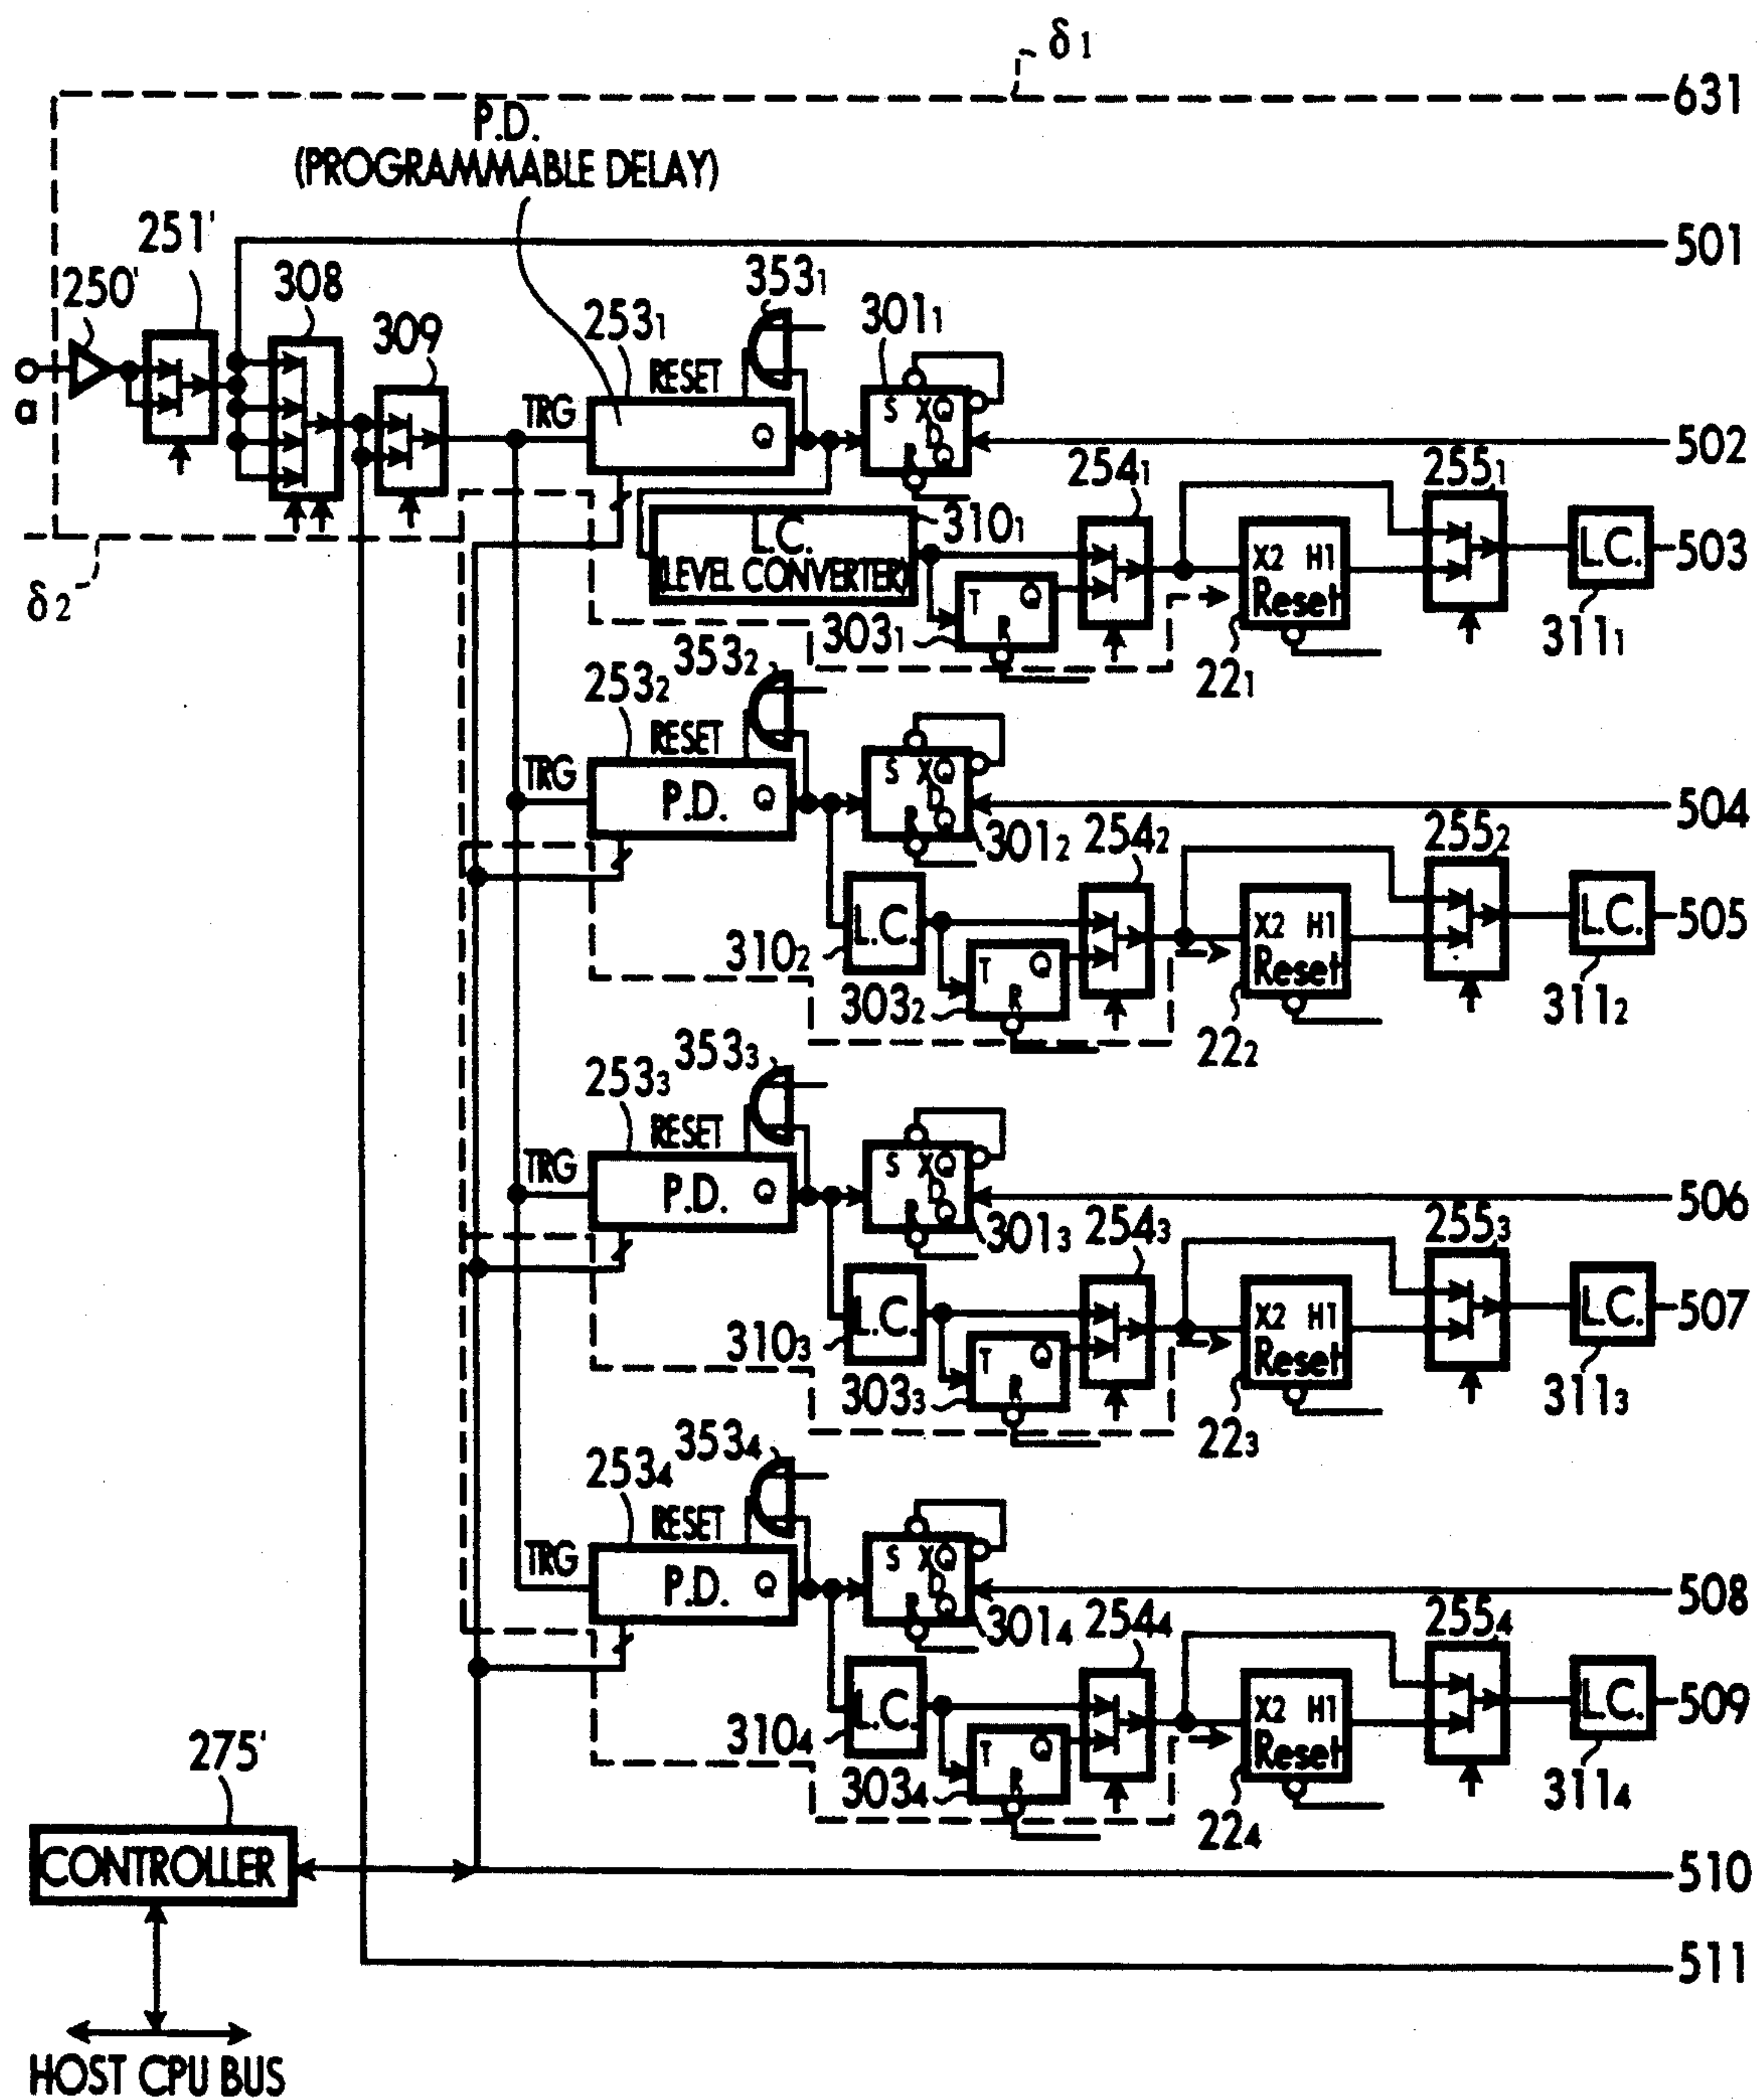 δ1
631
P.D.
(PROGRAMMABLE DELAY)
251'
501
250'
308
309
253₁
353₁
301₁
RESET
TRG
Q
S XQ
D
R Q
502
a
254₁
255₁
L.C.
(LEVEL CONVERTER)
310₁
X2 H1
Reset
L.C.
503
δ2
T Q
R
303₁
22₁
311₁
253₂
353₂
RESET
TRG
P.D. Q
S XQ
D
R Q
301₂
504
254₂
255₂
L.C.
310₂
T Q
R
303₂
X2 H1
Reset
22₂
L.C.
505
311₂
253₃
353₃
RESET
TRG
P.D. Q
S XQ
D
R Q
301₃
506
254₃
255₃
L.C.
310₃
T Q
R
303₃
X2 H1
Reset
22₃
L.C.
507
311₃
253₄
353₄
RESET
TRG
P.D. Q
S XQ
D
R Q
301₄
508
254₄
255₄
L.C.
310₄
T Q
R
303₄
X2 H1
Reset
22₄
L.C.
509
311₄
275'
CONTROLLER
510
511
HOST CPU BUS